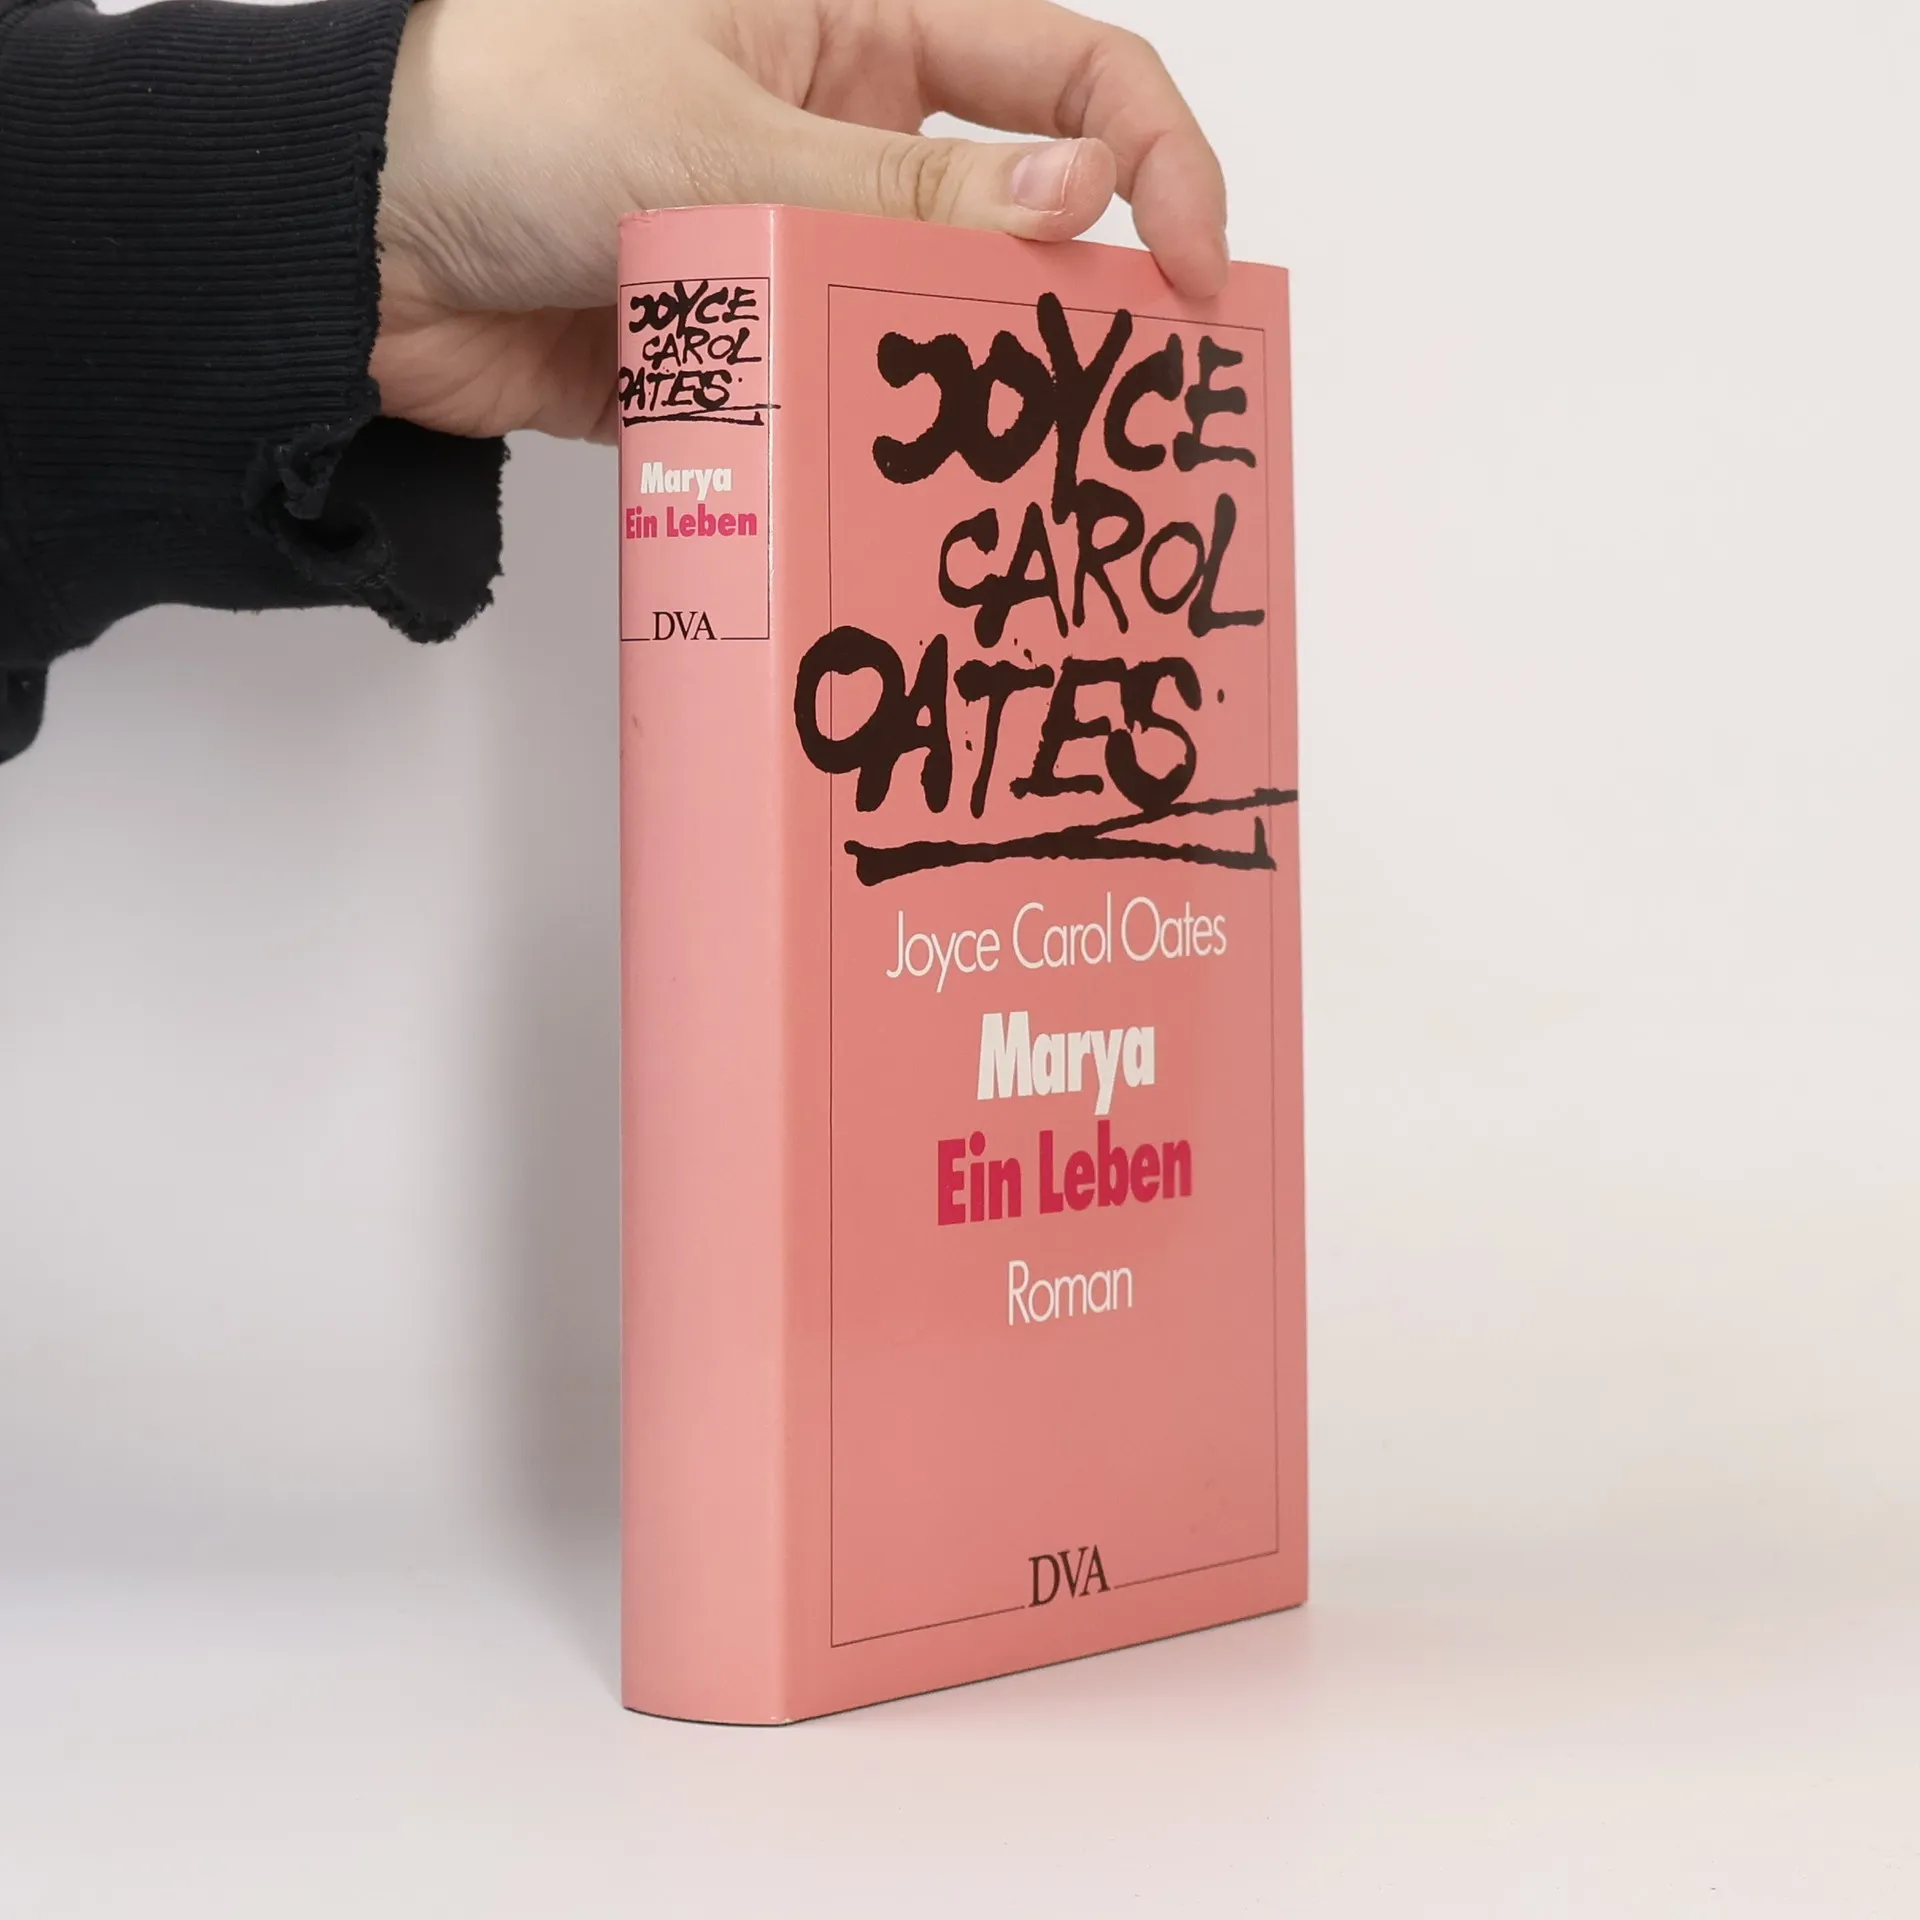 JOYCE
CAROL
OATES
Marya
Ein Leben
DVA
JOYCE
CAROL
OATES
Joyce Carol Oates
Marya
Ein Leben
Roman
DVA